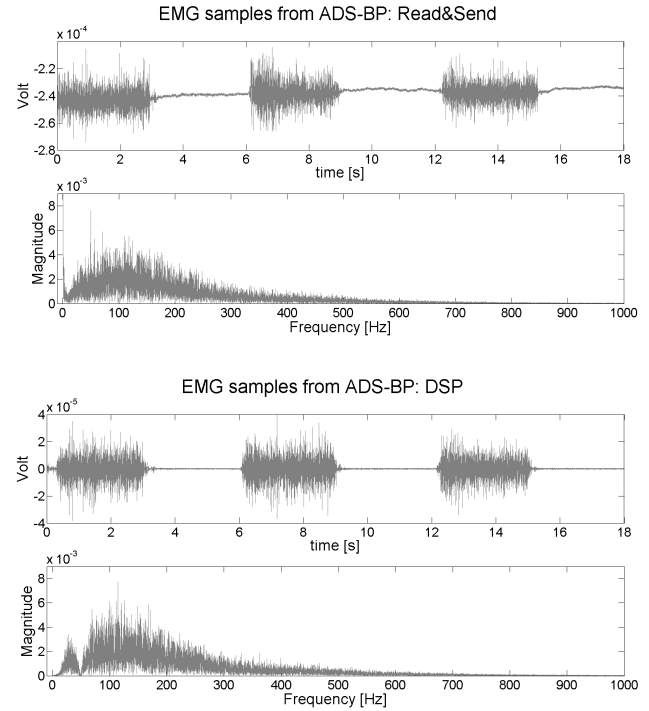 EMG samples from ADS-BP: Read&Send
x 10^-4
-2.2
-2.4
-2.6
-2.8
Volt
0 2 4 6 8 10 12 14 16 18
time [s]
x 10^-3
8
6
4
2
0
Magnitude
0 100 200 300 400 500 600 700 800 900 1000
Frequency [Hz]
EMG samples from ADS-BP: DSP
x 10^-5
4
2
0
-2
-4
Volt
0 2 4 6 8 10 12 14 16 18
time [s]
x 10^-3
8
6
4
2
0
Magnitude
0 100 200 300 400 500 600 700 800 900 1000
Frequency [Hz]